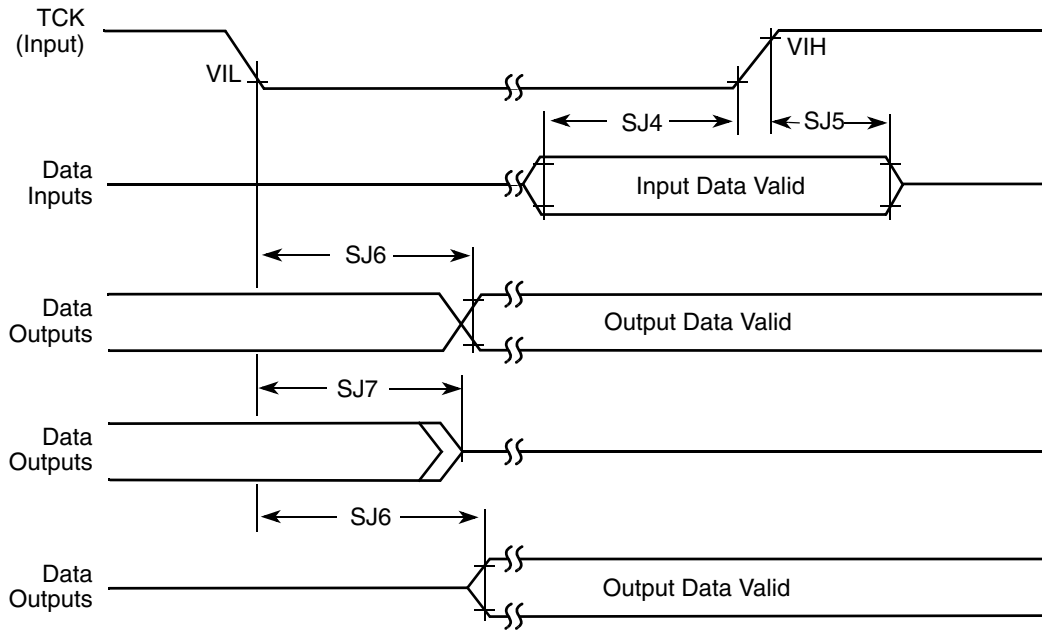 TCK
(Input)
VIL
VIH
SJ4
SJ5
Data
Inputs
Input Data Valid
SJ6
Data
Outputs
Output Data Valid
SJ7
Data
Outputs
SJ6
Data
Outputs
Output Data Valid